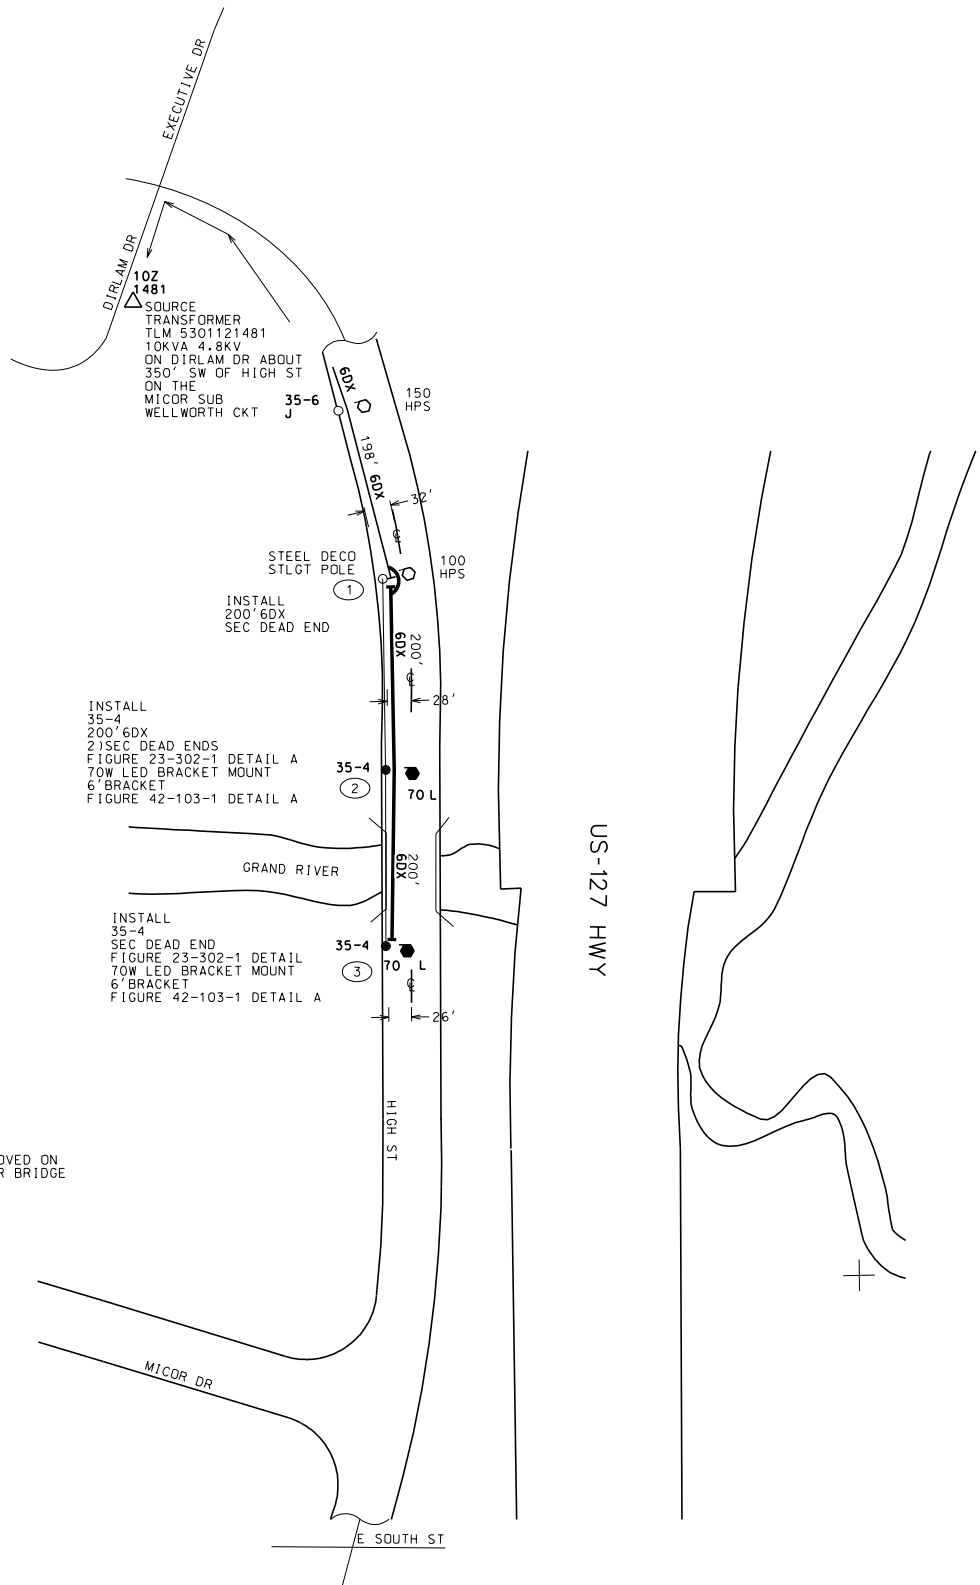 EXECUTIVE DR
DIRLAM DR
10Z
1481
SOURCE
TRANSFORMER
TLM 5301121481
10KVA 4.8KV
ON DIRLAM DR ABOUT
350' SW OF HIGH ST
ON THE
MICOR SUB
WELLWORTH CKT
35-6
J
6DX
150
HPS
198' 6DX
32'
℄
STEEL DECO
STLGT POLE
1
100
HPS
INSTALL
200'6DX
SEC DEAD END
200'
6DX
℄
28'
INSTALL
35-4
200'6DX
2)SEC DEAD ENDS
FIGURE 23-302-1 DETAIL A
70W LED BRACKET MOUNT
6'BRACKET
FIGURE 42-103-1 DETAIL A
35-4
2
70 L
US-127 HWY
GRAND RIVER
200'
6DX
INSTALL
35-4
SEC DEAD END
FIGURE 23-302-1 DETAIL
70W LED BRACKET MOUNT
6'BRACKET
FIGURE 42-103-1 DETAIL A
35-4
3
70 L
℄
26'
HIGH ST
OVED ON
R BRIDGE
MICOR DR
E SOUTH ST